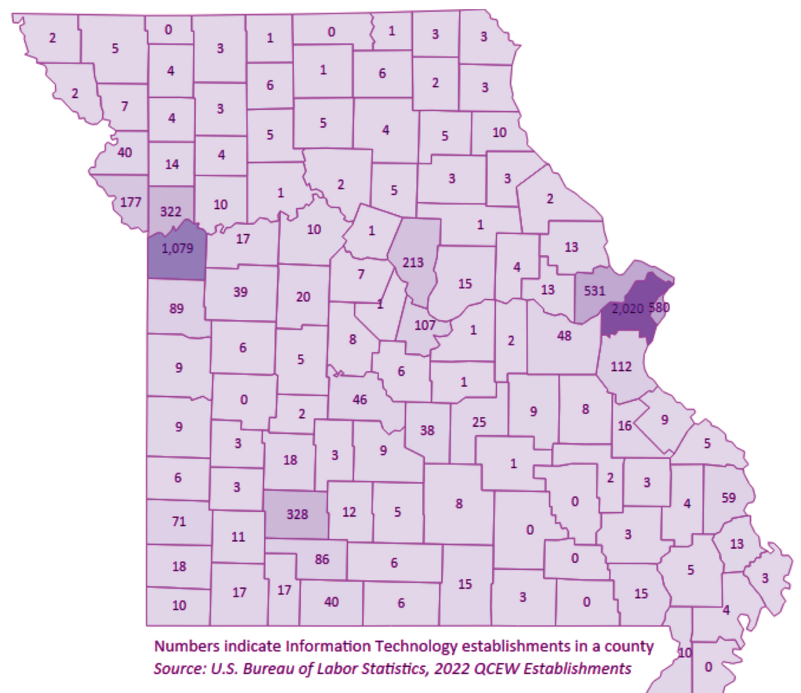 2 5 0 3 1 0 1 3 3
4 1 6 2 3
2 7 4 3 6
40 14 4 5 5 4 5 10
177 322 10 1 2 5 3 3 2
1,079 17 10 1 213 1 13
89 39 20 7 1 107 15 4 13 531 2,020 580
9 6 5 8 6 1 2 48 112
9 0 2 46 1
3 18 3 9 38 25 9 8 16 9 5
6 3 1 2 3 4 59
71 11 328 12 5 8 0 0 3 13
18 86 6 0 5 3
10 17 17 40 6 15 3 0 15 4
Numbers indicate Information Technology establishments in a county
Source: U.S. Bureau of Labor Statistics, 2022 QCEW Establishments
10 0